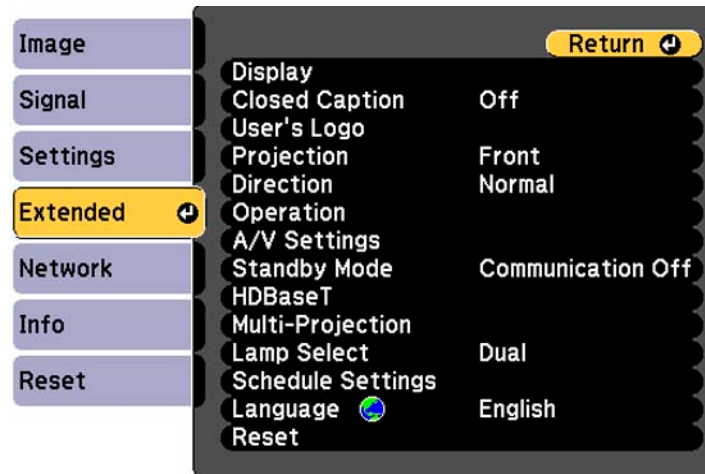 Image
Signal
Settings
Extended
Network
Info
Reset
Return
Display
Closed Caption Off
User's Logo
Projection Front
Direction Normal
Operation
A/V Settings
Standby Mode Communication Off
HDBaseT
Multi-Projection
Lamp Select Dual
Schedule Settings
Language English
Reset